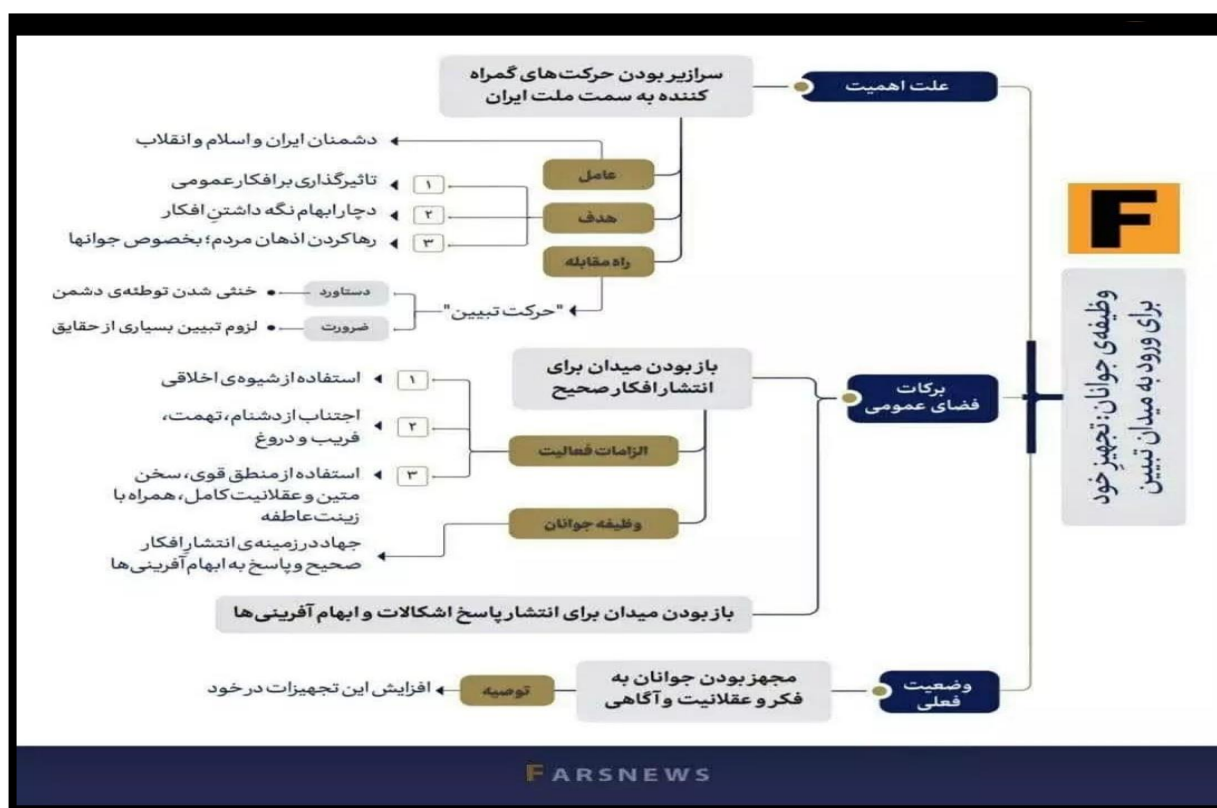 F
وظیفه‌ی جوانان: تجهیزِ خود
برای ورود به میدان تبیین
علت اهمیت
سرازیر بودن حرکت‌های گمراه
کننده به سمت ملت ایران
عامل
دشمنان ایران و اسلام و انقلاب
هدف
۱
تاثیرگذاری بر افکار عمومی
۲
دچار ابهام نگه داشتنِ افکار
۳
رها کردن اذهان مردم؛ بخصوص جوانها
راه مقابله
"حرکت تبیین"
دستاورد
خنثی شدن توطئه‌ی دشمن
ضرورت
لزوم تبیین بسیاری از حقایق
برکات
فضای عمومی
باز بودن میدان برای
انتشار افکار صحیح
الزامات فعالیت
۱
استفاده از شیوه‌ی اخلاقی
۲
اجتناب از دشنام، تهمت،
فریب و دروغ
۳
استفاده از منطق قوی، سخن
متین و عقلانیت کامل، همراه با
زینت عاطفه
وظیفه جوانان
جهاد در زمینه‌ی انتشارِ افکار
صحیح و پاسخ به ابهام‌آفرینی‌ها
باز بودن میدان برای انتشار پاسخ اشکالات و ابهام آفرینی‌ها
وضعیت
فعلی
مجهز بودن جوانان به
فکر و عقلانیت و آگاهی
توصیه
افزایش این تجهیزات در خود
FARSNEWS